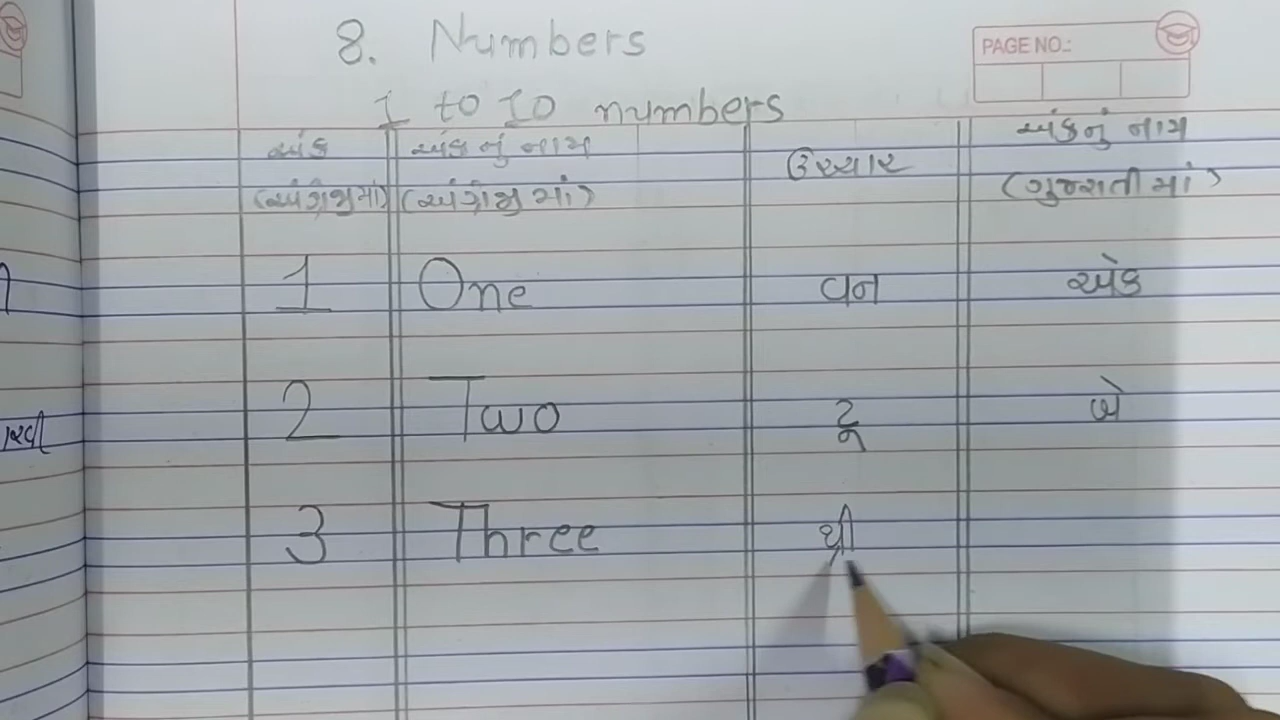 8. Numbers
PAGE NO.:
1 to 10 numbers
અંક અંકનું નામ ઉચ્ચાર અંકનું નામ
(અંગ્રેજીમાં) (અંગ્રેજીમાં) (ગુજરાતીમાં)
1 One વન એક
2 Two ટૂ બે
3 Three થ્રી